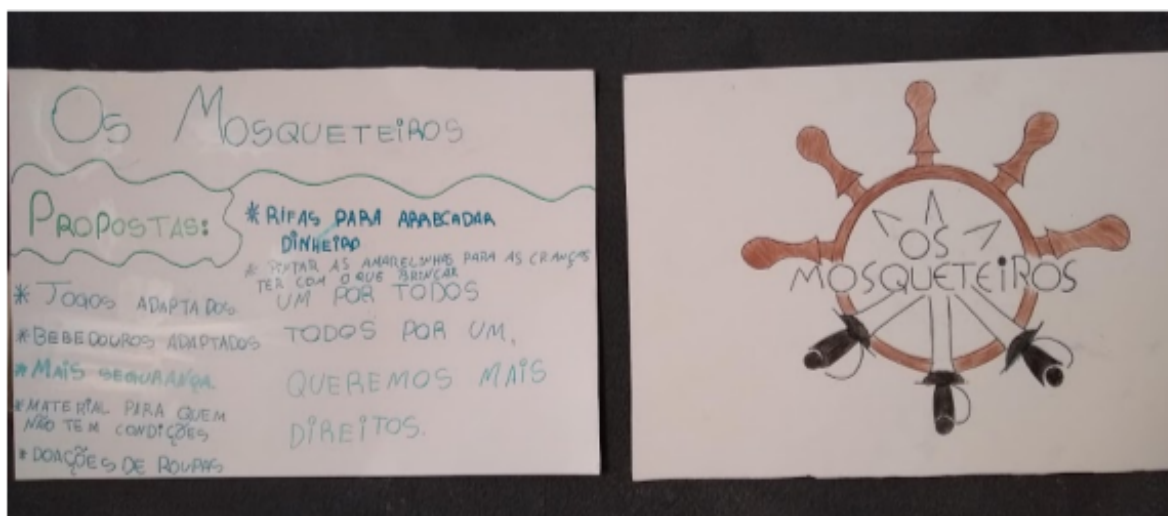 Os MOSQUETEIROS
PROPOSTAS:
* JOGOS ADAPTADOS
* BEBEDOUROS ADAPTADOS
* MAIS SEGURANÇA
* MATERIAL PARA QUEM
NÃO TEM CONDIÇÕES
* DOAÇÕES DE ROUPAS
* RIFAS PARA ARRECADAR
DINHEIRO
* PINTAR AS AMARELINHAS PARA AS CRIANÇAS
TER COM O QUE BRINCAR
UM POR TODOS
TODOS POR UM,
QUEREMOS MAIS
DIREITOS.
OS
MOSQUETEIROS